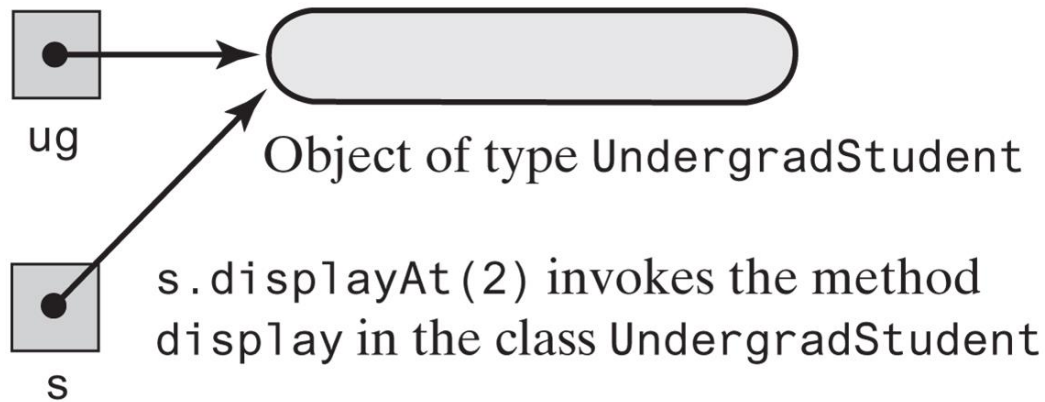 ug
Object of type UndergradStudent
s.displayAt(2) invokes the method
display in the class UndergradStudent
s